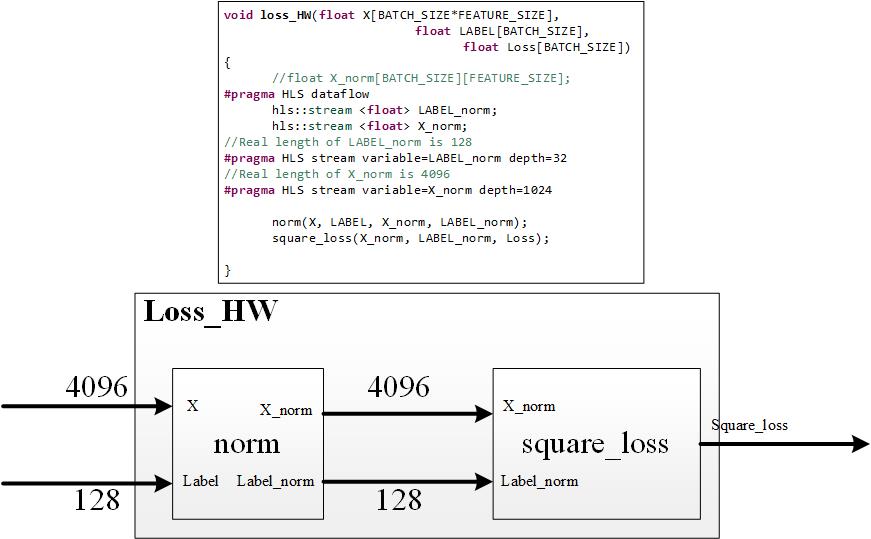 void loss_HW(float X[BATCH_SIZE*FEATURE_SIZE],
float LABEL[BATCH_SIZE],
float Loss[BATCH_SIZE])
{
//float X_norm[BATCH_SIZE][FEATURE_SIZE];
#pragma HLS dataflow
hls::stream <float> LABEL_norm;
hls::stream <float> X_norm;
//Real length of LABEL_norm is 128
#pragma HLS stream variable=LABEL_norm depth=32
//Real length of X_norm is 4096
#pragma HLS stream variable=X_norm depth=1024
norm(X, LABEL, X_norm, LABEL_norm);
square_loss(X_norm, LABEL_norm, Loss);
}
Loss_HW
4096
X
X_norm
norm
Label
Label_norm
128
4096
128
X_norm
square_loss
Label_norm
Square_loss